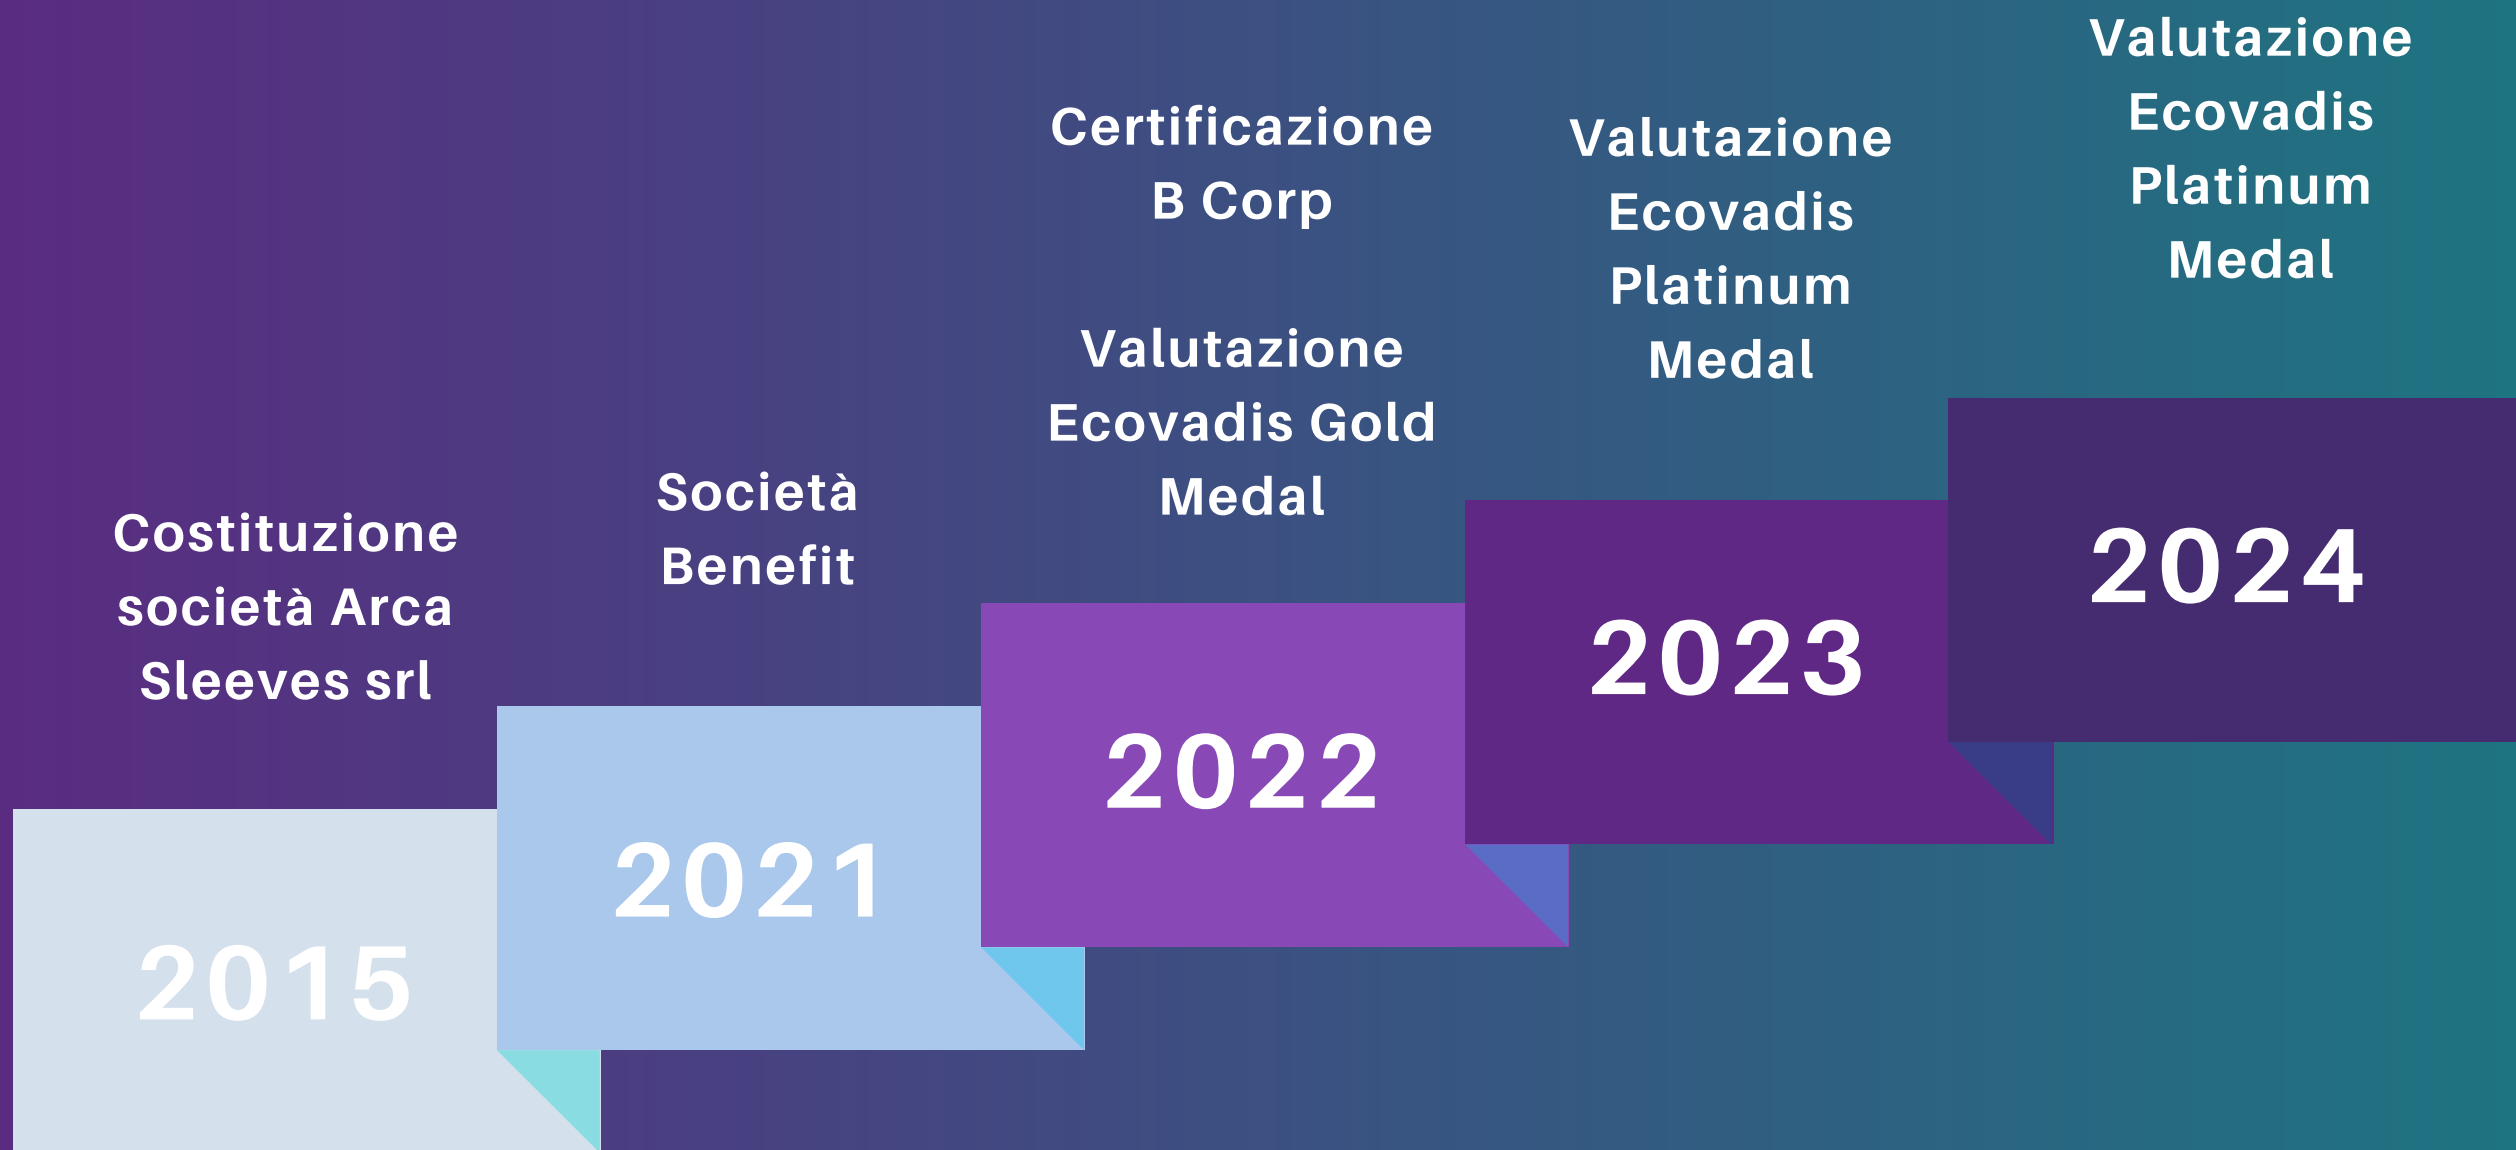 Costituzione
società Arca
Sleeves srl
2015
Società
Benefit
2021
Certificazione
B Corp
Valutazione
Ecovadis Gold
Medal
2022
Valutazione
Ecovadis
Platinum
Medal
2023
Valutazione
Ecovadis
Platinum
Medal
2024